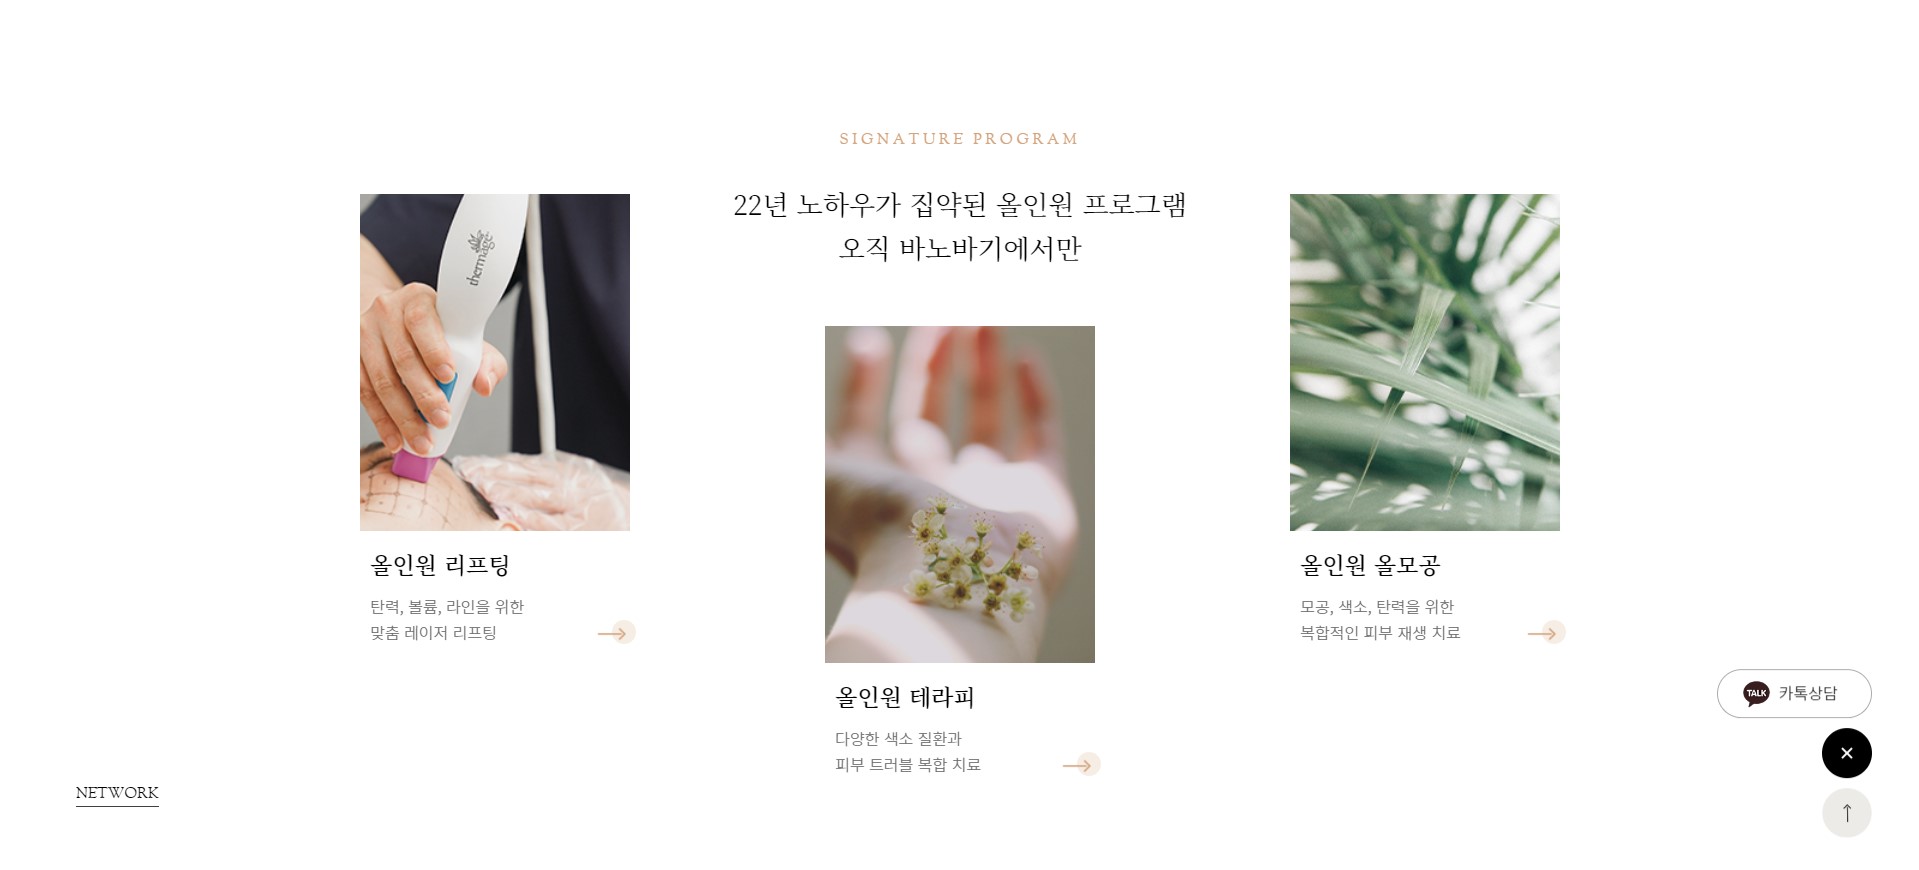 SIGNATURE PROGRAM
22년 노하우가 집약된 올인원 프로그램
오직 바노바기에서만
thermage
올인원 리프팅
탄력, 볼륨, 라인을 위한
맞춤 레이저 리프팅
올인원 테라피
다양한 색소 질환과
피부 트러블 복합 치료
올인원 올모공
모공, 색소, 탄력을 위한
복합적인 피부 재생 치료
TALK 카톡상담
NETWORK